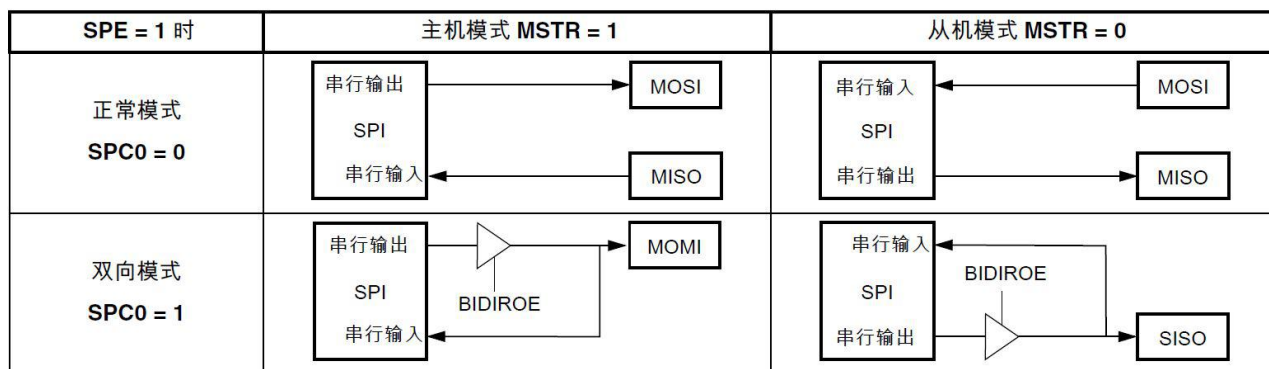 SPE = 1 时
主机模式 MSTR = 1
从机模式 MSTR = 0
正常模式
SPC0 = 0
串行输出
SPI
串行输入
MOSI
MISO
串行输入
SPI
串行输出
MOSI
MISO
双向模式
SPC0 = 1
串行输出
SPI
串行输入
BIDIROE
MOMI
串行输入
SPI
串行输出
BIDIROE
SISO